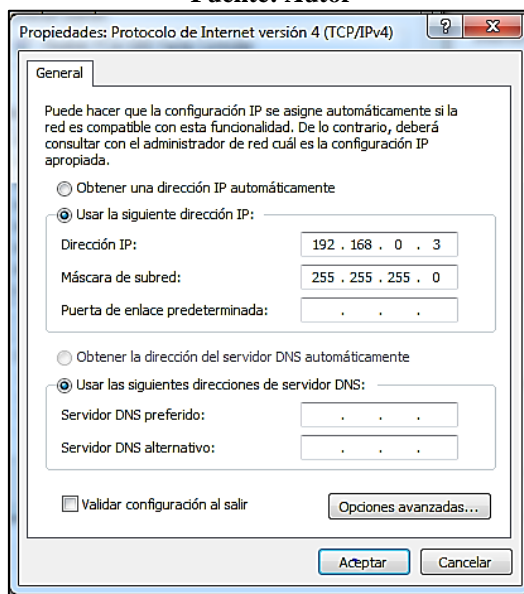 Fuente: Autor
Propiedades: Protocolo de Internet versión 4 (TCP/IPv4)
General
Puede hacer que la configuración IP se asigne automáticamente si la
red es compatible con esta funcionalidad. De lo contrario, deberá
consultar con el administrador de red cuál es la configuración IP
apropiada.
Obtener una dirección IP automáticamente
Usar la siguiente dirección IP:
Dirección IP: 192 . 168 . 0 . 3
Máscara de subred: 255 . 255 . 255 . 0
Puerta de enlace predeterminada: . . .
Obtener la dirección del servidor DNS automáticamente
Usar las siguientes direcciones de servidor DNS:
Servidor DNS preferido: . . .
Servidor DNS alternativo: . . .
Validar configuración al salir
Opciones avanzadas...
Aceptar Cancelar